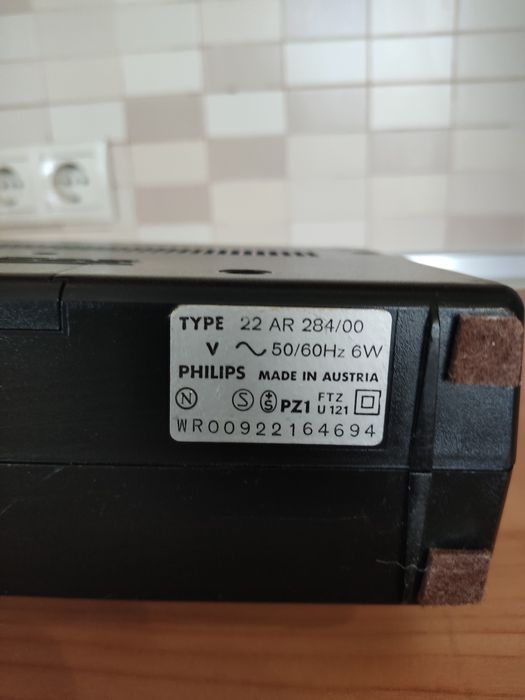 TYPE 22 AR 284/00
V ~ 50/60Hz 6W
PHILIPS MADE IN AUSTRIA
N S S PZ1 FTZ U 121
WR00922164694